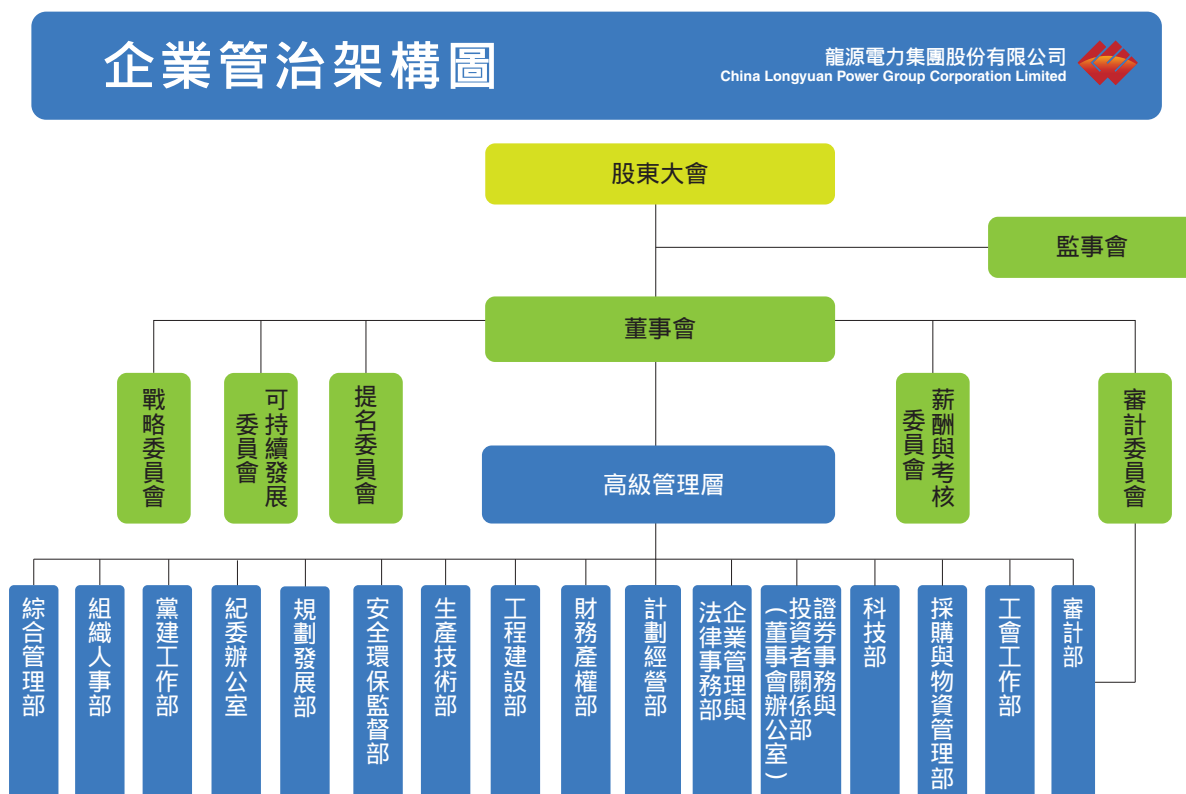 企業管治架構圖
龍源電力集團股份有限公司
China Longyuan Power Group Corporation Limited
股東大會
監事會
董事會
戰略委員會
可持續發展
委員會
提名委員會
薪酬與考核
委員會
審計委員會
高級管理層
綜合管理部
組織人事部
黨建工作部
紀委辦公室
規劃發展部
安全環保監督部
生產技術部
工程建設部
財務產權部
計劃經營部
企業管理與
法律事務部
證券事務與
投資者關係部
(董事會辦公室)
科技部
採購與物資管理部
工會工作部
審計部